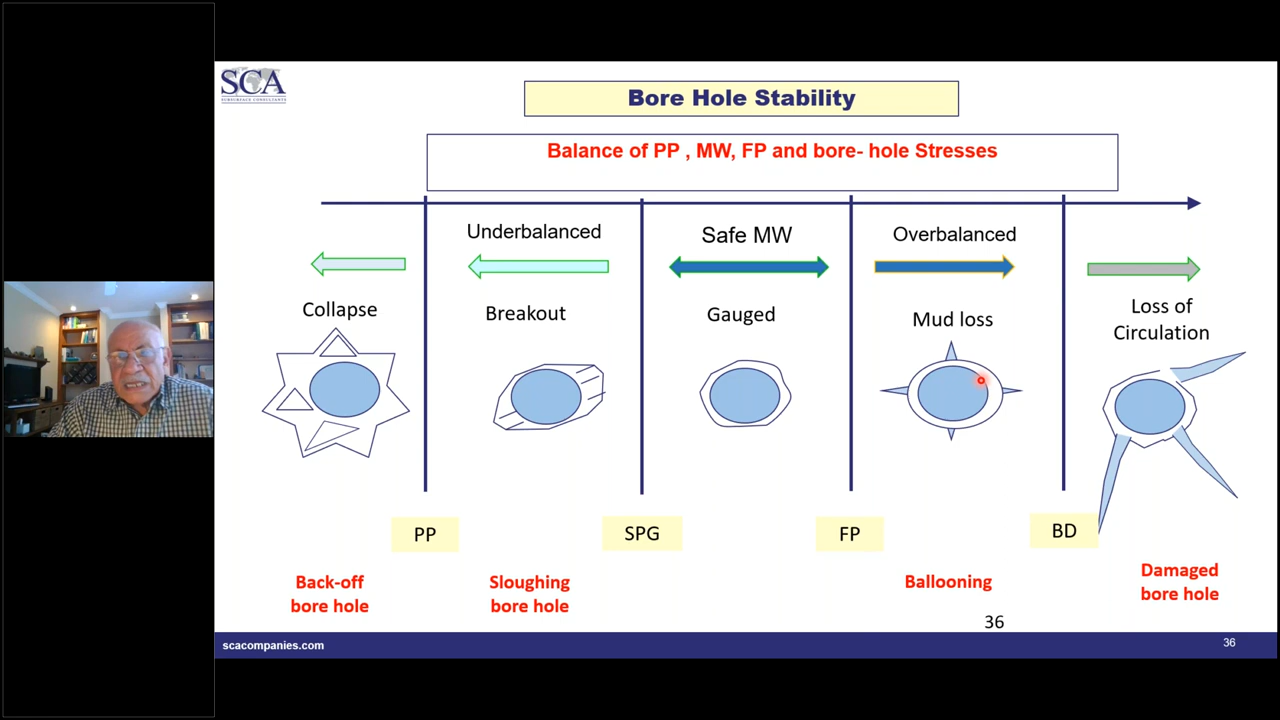 SCA
SUBSURFACE CONSULTANTS
Bore Hole Stability
Balance of PP , MW, FP and bore- hole Stresses
Underbalanced
Safe MW
Overbalanced
Collapse
Breakout
Gauged
Mud loss
Loss of
Circulation
PP
SPG
FP
BD
Back-off
bore hole
Sloughing
bore hole
Ballooning
Damaged
bore hole
36
scacompanies.com
36